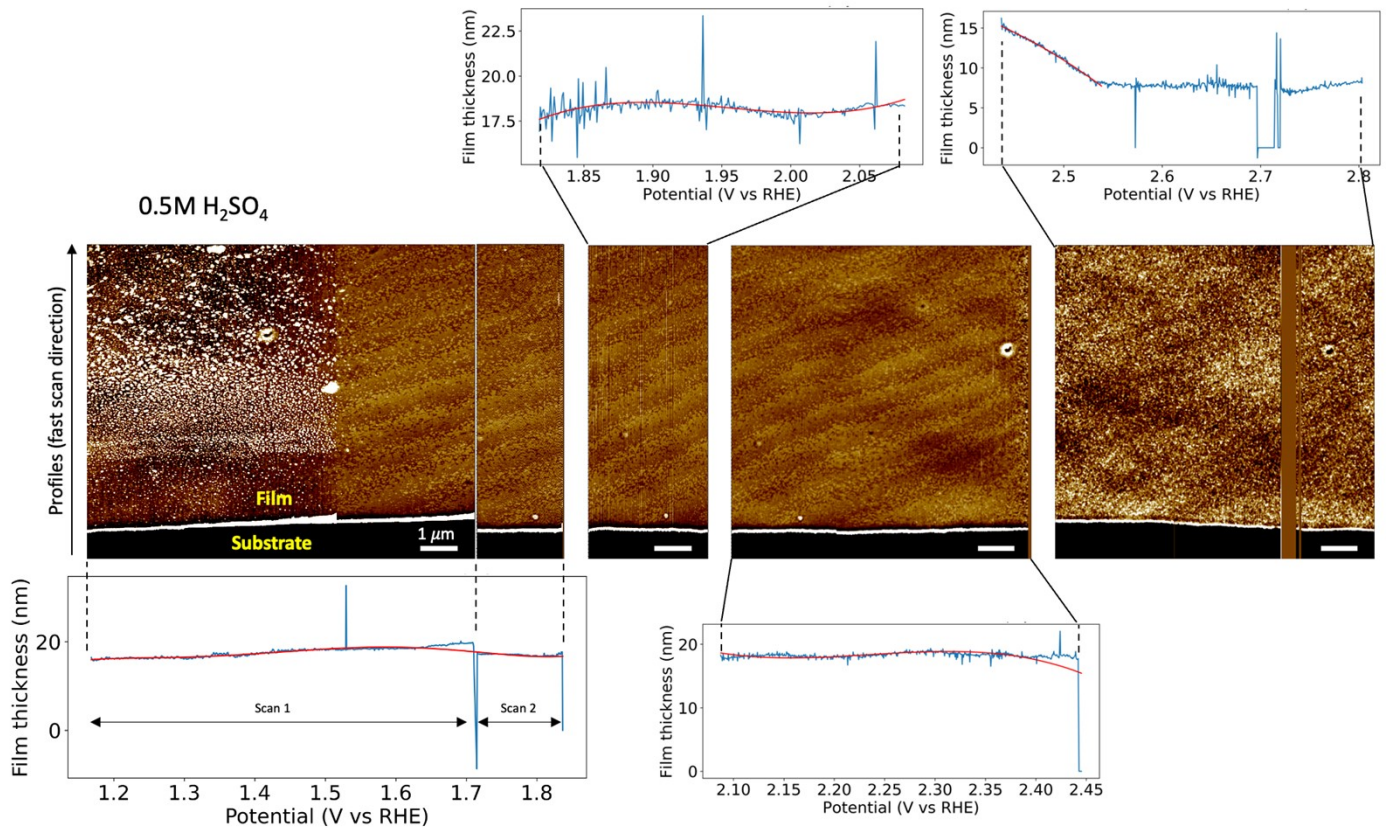 Film thickness (nm)
22.5
20.0
17.5
1.85
1.90
1.95
2.00
2.05
Potential (V vs RHE)
Film thickness (nm)
15
10
5
0
2.5
2.6
2.7
2.8
Potential (V vs RHE)
0.5M H₂SO₄
Profiles (fast scan direction)
Film
Substrate
1 µm
Film thickness (nm)
20
0
Scan 1
Scan 2
1.2
1.3
1.4
1.5
1.6
1.7
1.8
Potential (V vs RHE)
Film thickness (nm)
20
10
0
2.10
2.15
2.20
2.25
2.30
2.35
2.40
2.45
Potential (V vs RHE)